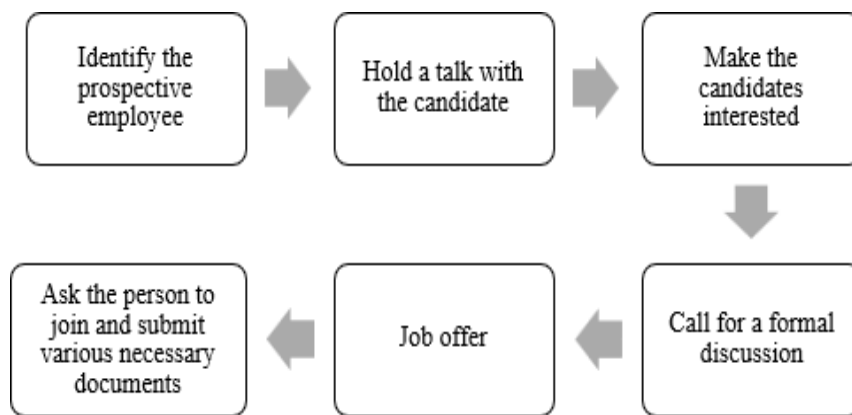 Identify the
prospective
employee
Hold a talk with
the candidate
Make the
candidates
interested
Call for a formal
discussion
Job offer
Ask the person to
join and submit
various necessary
documents